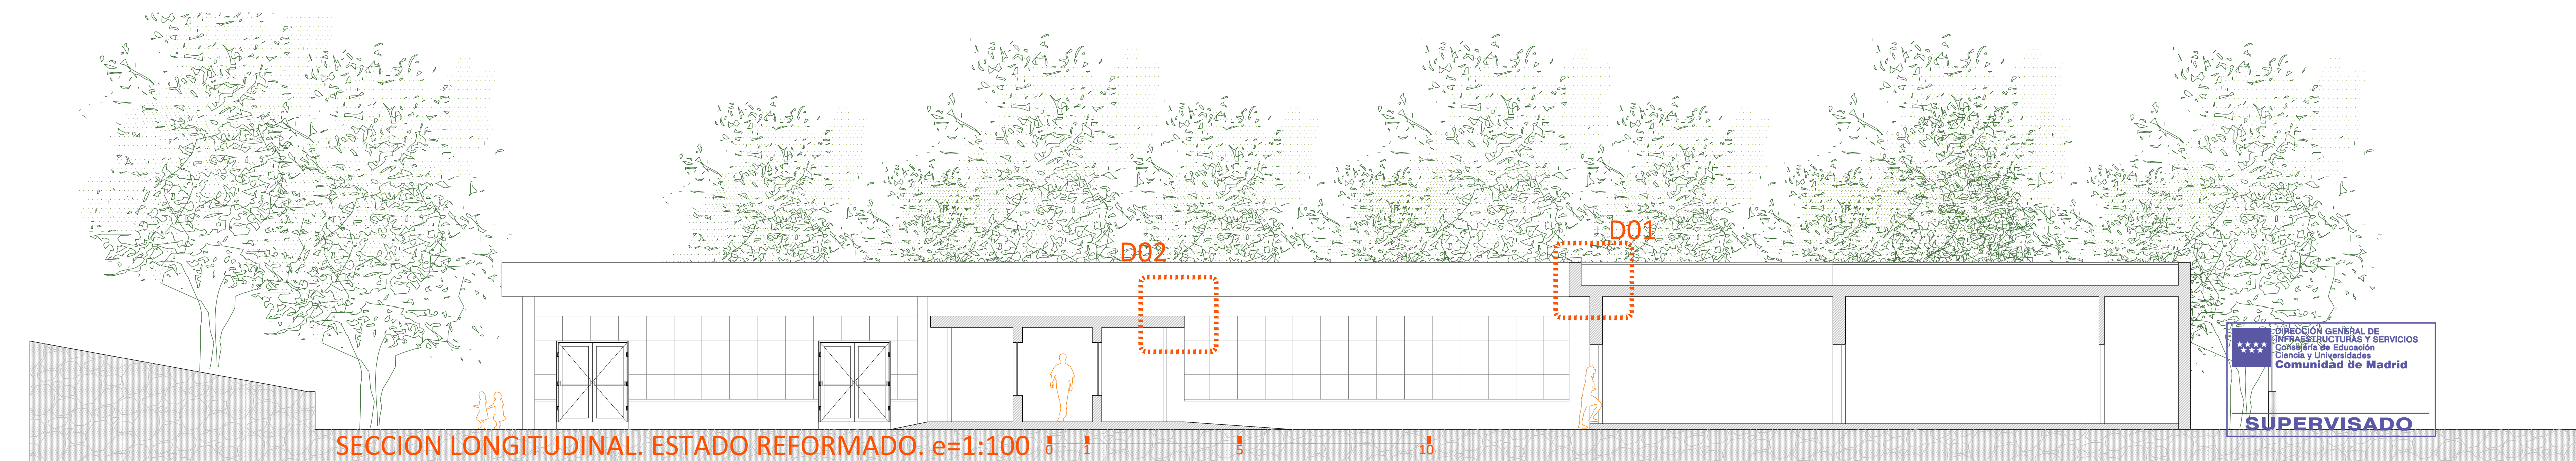 D02
D01
DIRECCIÓN GENERAL DE
INFRAESTRUCTURAS Y SERVICIOS
Consejería de Educación
Ciencia y Universidades
Comunidad de Madrid
SUPERVISADO
SECCION LONGITUDINAL. ESTADO REFORMADO. e=1:100
0 1 5 10